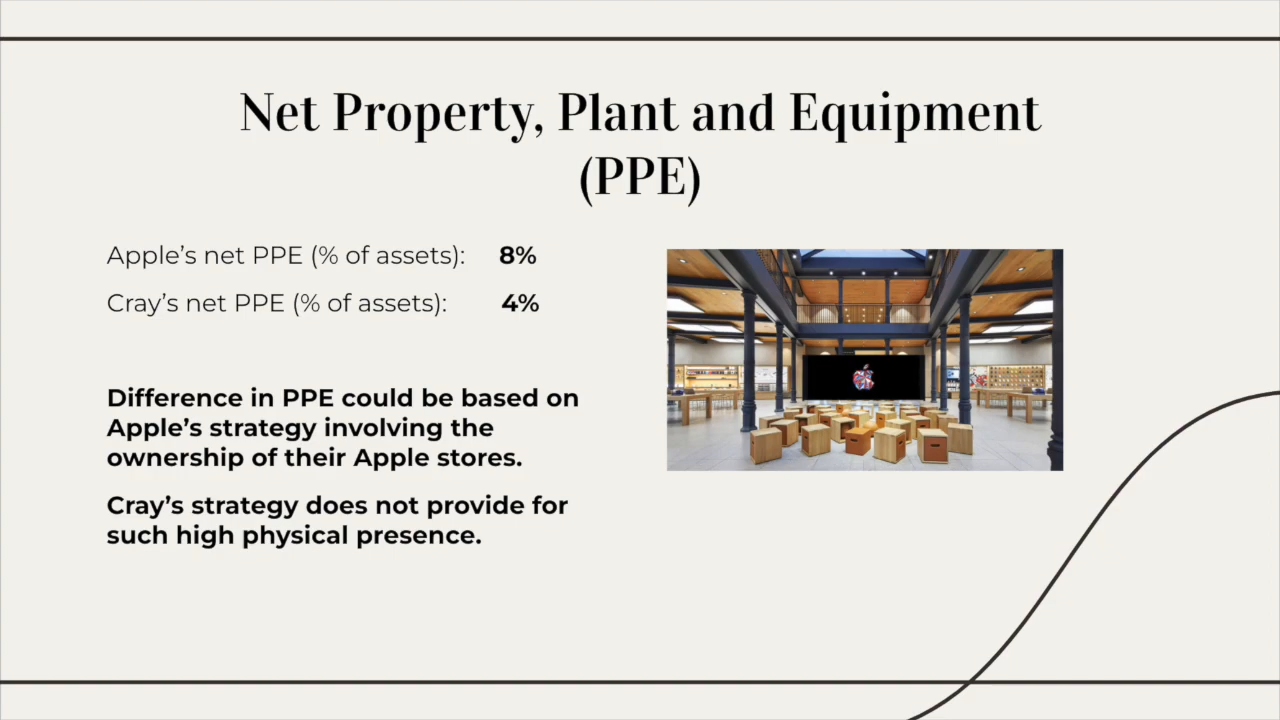 Net Property, Plant and Equipment
(PPE)
Apple’s net PPE (% of assets): 8%
Cray’s net PPE (% of assets): 4%
Difference in PPE could be based on
Apple’s strategy involving the
ownership of their Apple stores.
Cray’s strategy does not provide for
such high physical presence.